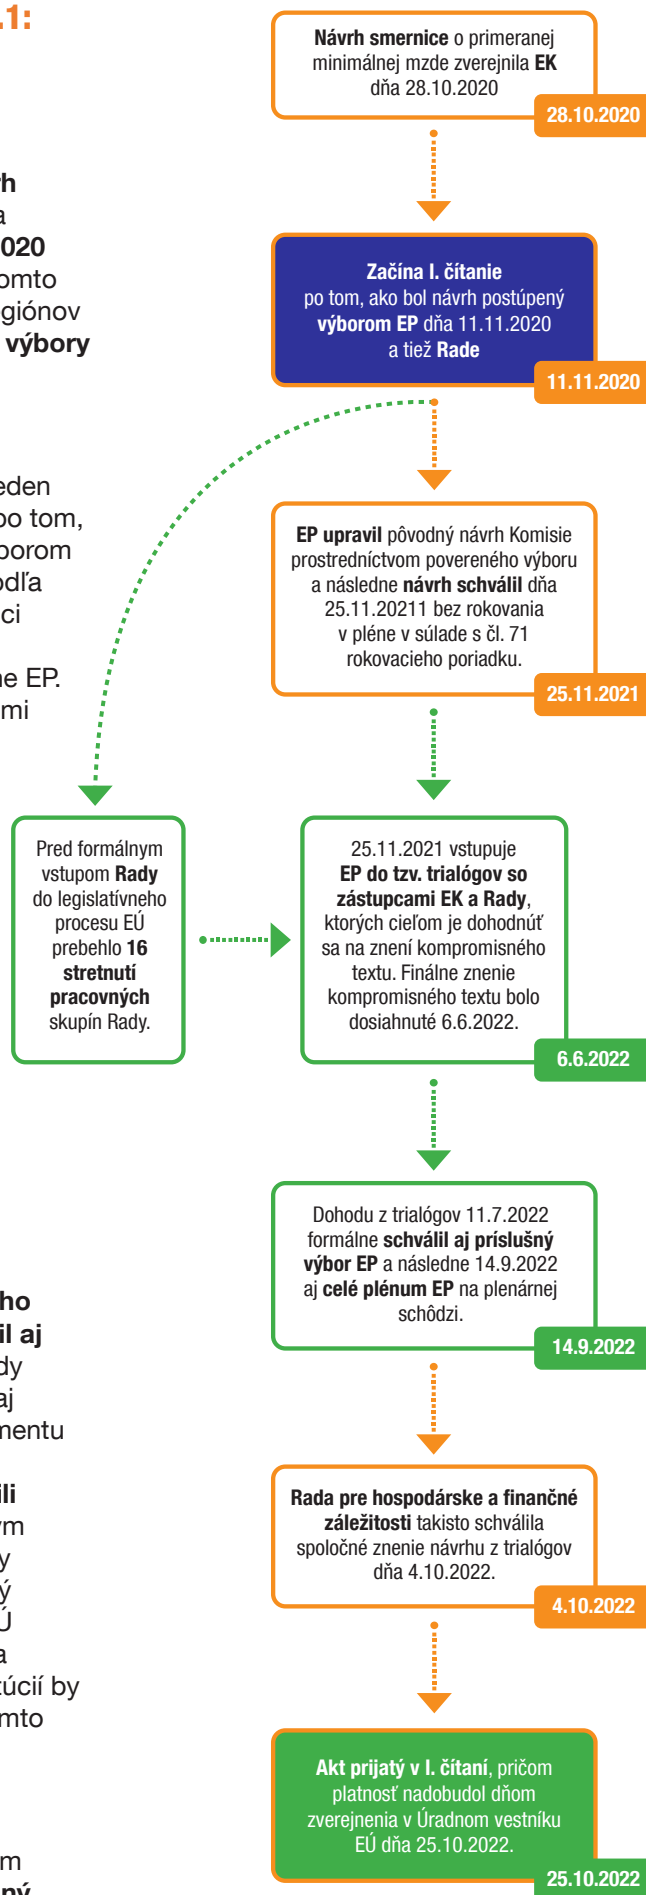 .1:
rh
a
020
omto
egiónov
výbory
eden
po tom,
borom
odľa
ci
ne EP.
mi
ho
il aj
dy
aj
mentu
ili
ým
y
ý
Ú
a
túcií by
omto
m
ný
Návrh smernice o primeranej
minimálnej mzde zverejnila EK
dňa 28.10.2020
28.10.2020
Začína I. čítanie
po tom, ako bol návrh postúpený
výborom EP dňa 11.11.2020
a tiež Rade
11.11.2020
EP upravil pôvodný návrh Komisie
prostredníctvom povereného výboru
a následne návrh schválil dňa
25.11.20211 bez rokovania
v pléne v súlade s čl. 71
rokovacieho poriadku.
25.11.2021
Pred formálnym
vstupom Rady
do legislatívneho
procesu EÚ
prebehlo 16
stretnutí
pracovných
skupín Rady.
25.11.2021 vstupuje
EP do tzv. trialógov so
zástupcami EK a Rady,
ktorých cieľom je dohodnúť
sa na znení kompromisného
textu. Finálne znenie
kompromisného textu bolo
dosiahnuté 6.6.2022.
6.6.2022
Dohodu z trialógov 11.7.2022
formálne schválil aj príslušný
výbor EP a následne 14.9.2022
aj celé plénum EP na plenárnej
schôdzi.
14.9.2022
Rada pre hospodárske a finančné
záležitosti takisto schválila
spoločné znenie návrhu z trialógov
dňa 4.10.2022.
4.10.2022
Akt prijatý v I. čítaní, pričom
platnosť nadobudol dňom
zverejnenia v Úradnom vestníku
EÚ dňa 25.10.2022.
25.10.2022